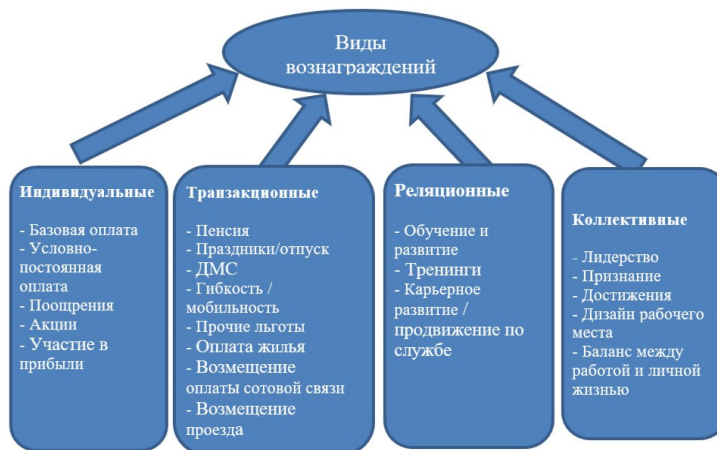 Виды
вознаграждений
Индивидуальные
- Базовая оплата
- Условно-
постоянная
оплата
- Поощрения
- Акции
- Участие в
прибыли
Транзакционные
- Пенсия
- Праздники/отпуск
- ДМС
- Гибкость /
мобильность
- Прочие льготы
- Оплата жилья
- Возмещение
оплаты сотовой связи
- Возмещение
проезда
Реляционные
- Обучение и
развитие
- Тренинги
- Карьерное
развитие /
продвижение по
службе
Коллективные
- Лидерство
- Признание
- Достижения
- Дизайн рабочего
места
- Баланс между
работой и личной
жизнью